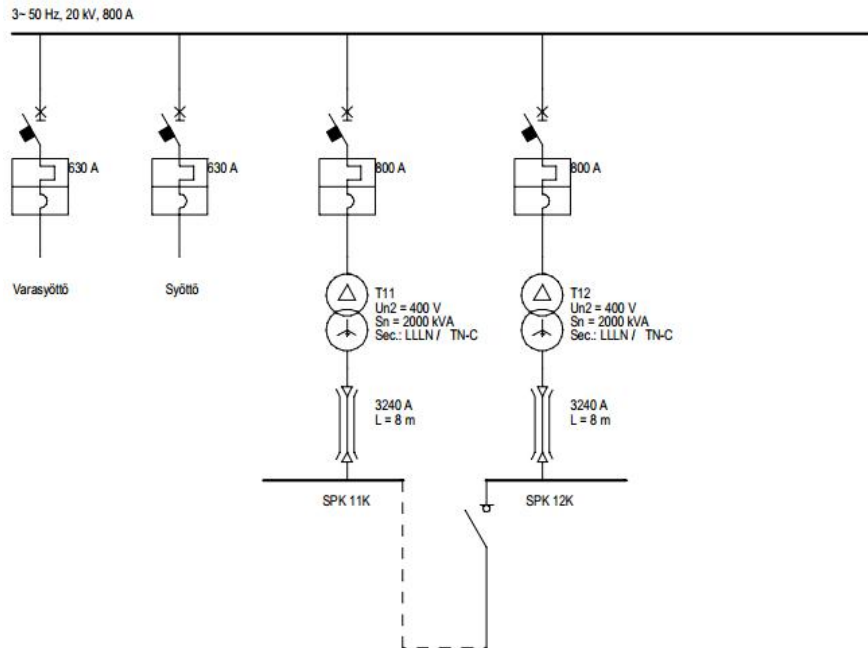 3~ 50 Hz, 20 kV, 800 A
630 A
630 A
800 A
800 A
Varasyöttö
Syöttö
T11
Un2 = 400 V
Sn = 2000 kVA
Sec.: LLLN / TN-C
T12
Un2 = 400 V
Sn = 2000 kVA
Sec.: LLLN / TN-C
3240 A
L = 8 m
3240 A
L = 8 m
SPK 11K
SPK 12K